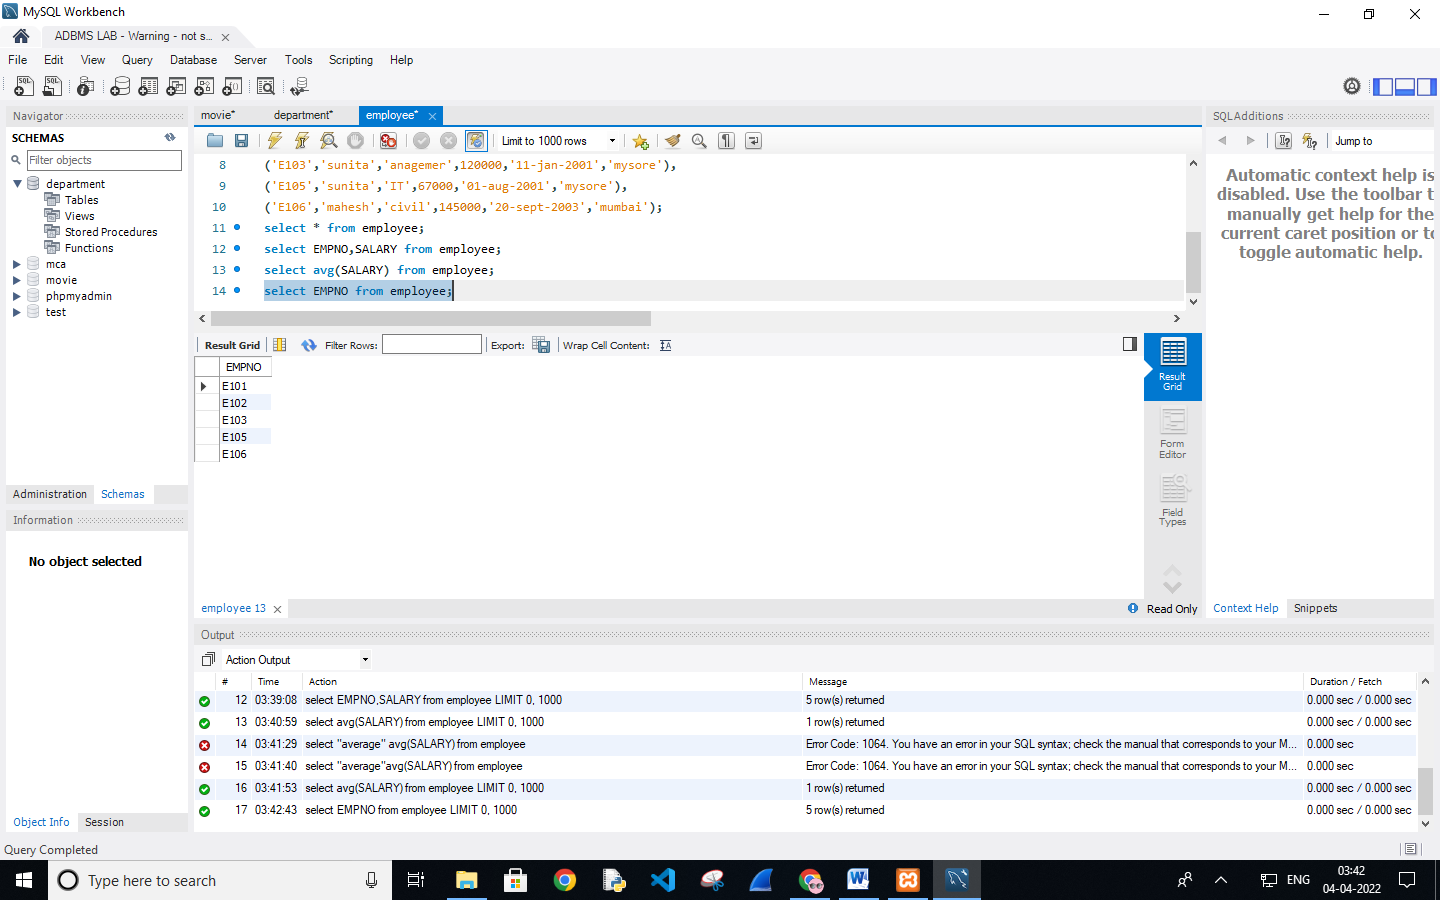 MySQL Workbench
ADBMS LAB - Warning - not s...
File Edit View Query Database Server Tools Scripting Help
Navigator
SCHEMAS
Filter objects
department
Tables
Views
Stored Procedures
Functions
mca
movie
phpmyadmin
test
Administration Schemas
Information
No object selected
Object Info Session
movie* department* employee*
Limit to 1000 rows
8 ('E103','sunita','anagemer',120000,'11-jan-2001','mysore'),
9 ('E105','sunita','IT',67000,'01-aug-2001','mysore'),
10 ('E106','mahesh','civil',145000,'20-sept-2003','mumbai');
11 select * from employee;
12 select EMPNO,SALARY from employee;
13 select avg(SALARY) from employee;
14 select EMPNO from employee;
Result Grid Filter Rows: Export: Wrap Cell Content:
EMPNO
E101
E102
E103
E105
E106
Result
Grid
Form
Editor
Field
Types
employee 13
Read Only
SQLAdditions
Jump to
Automatic context help is
disabled. Use the toolbar t
manually get help for the
current caret position or to
toggle automatic help.
Context Help Snippets
Output
Action Output
# Time Action Message Duration / Fetch
12 03:39:08 select EMPNO,SALARY from employee LIMIT 0, 1000 5 row(s) returned 0.000 sec / 0.000 sec
13 03:40:59 select avg(SALARY) from employee LIMIT 0, 1000 1 row(s) returned 0.000 sec / 0.000 sec
14 03:41:29 select "average" avg(SALARY) from employee Error Code: 1064. You have an error in your SQL syntax; check the manual that corresponds to your M... 0.000 sec
15 03:41:40 select "average"avg(SALARY) from employee Error Code: 1064. You have an error in your SQL syntax; check the manual that corresponds to your M... 0.000 sec
16 03:41:53 select avg(SALARY) from employee LIMIT 0, 1000 1 row(s) returned 0.000 sec / 0.000 sec
17 03:42:43 select EMPNO from employee LIMIT 0, 1000 5 row(s) returned 0.000 sec / 0.000 sec
Query Completed
Type here to search
ENG
03:42
04-04-2022